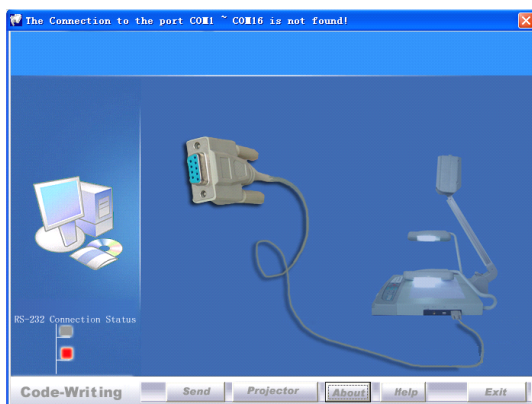 The Connection to the port COM1 ~ COM16 is not found!
RS-232 Connection Status
Code-Writing
Send
Projector
About
Help
Exit